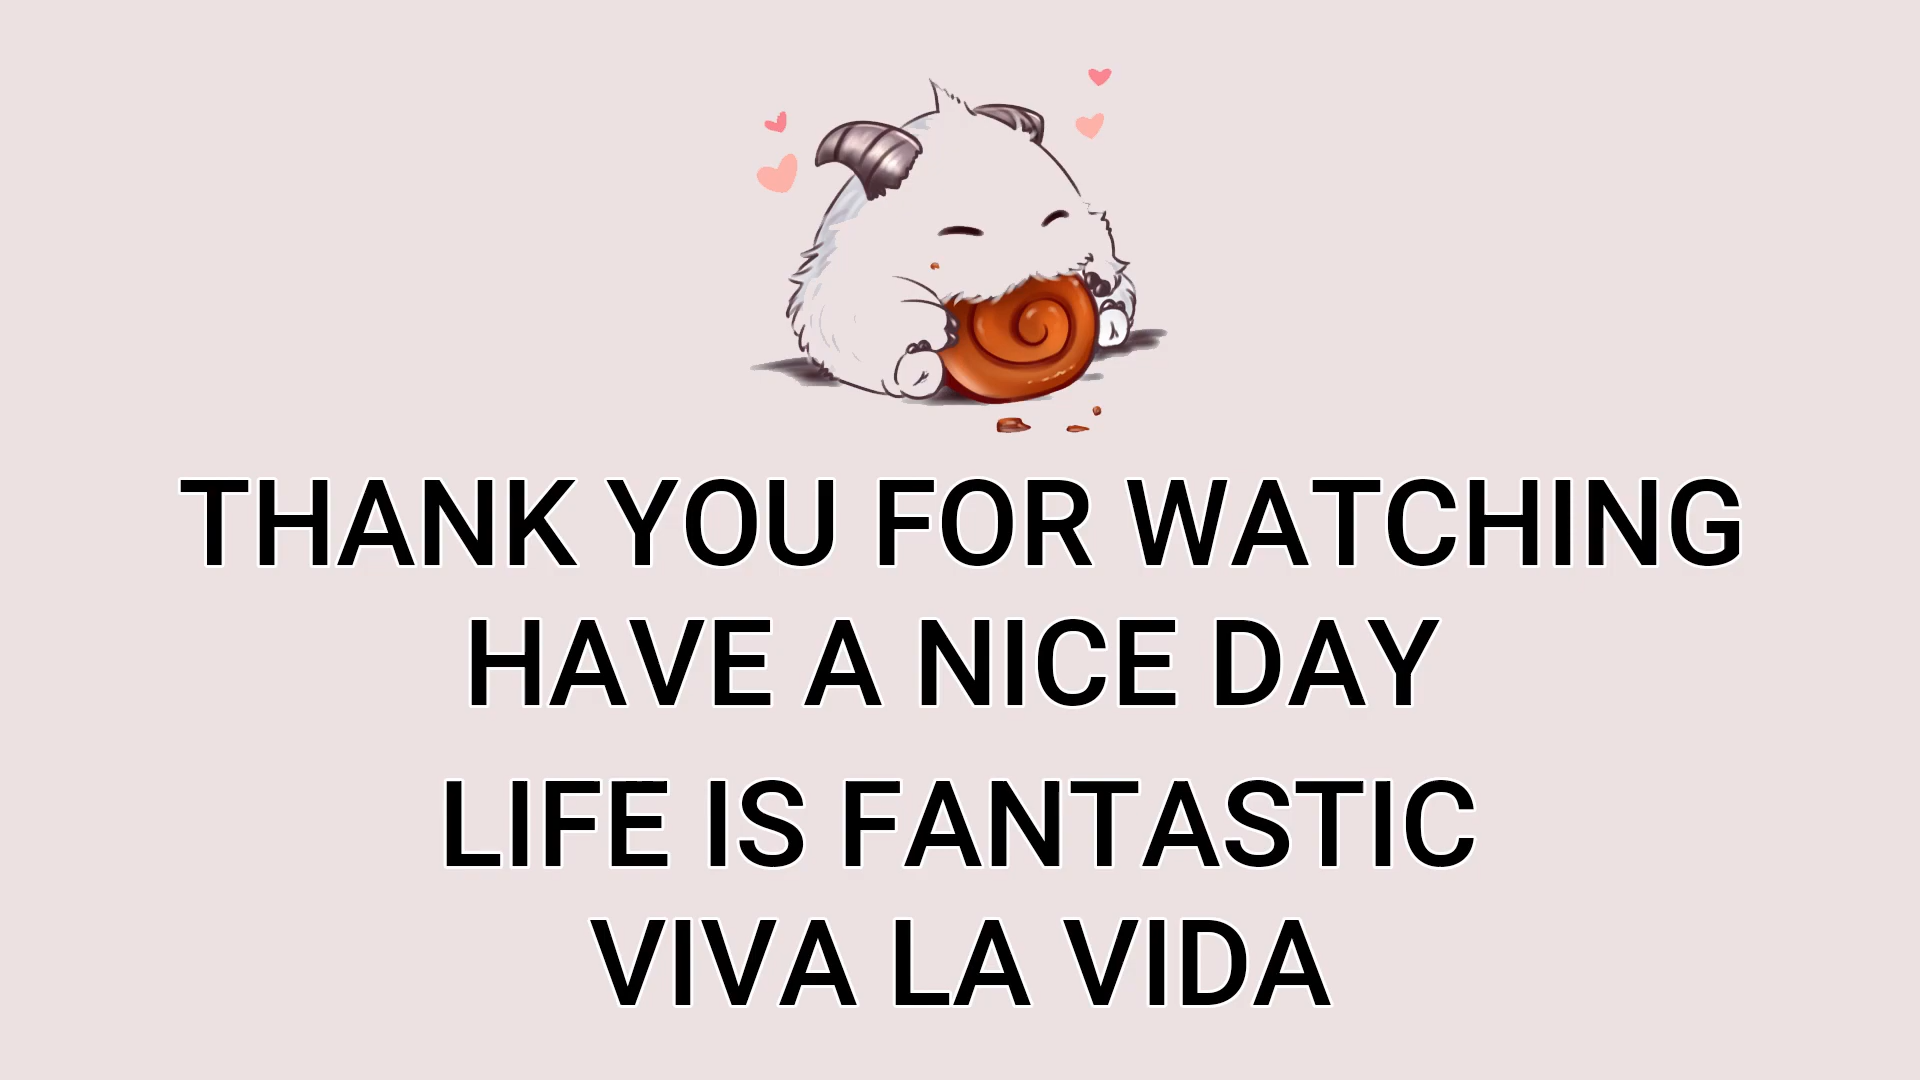 THANK YOU FOR WATCHING
HAVE A NICE DAY
LIFE IS FANTASTIC
VIVA LA VIDA